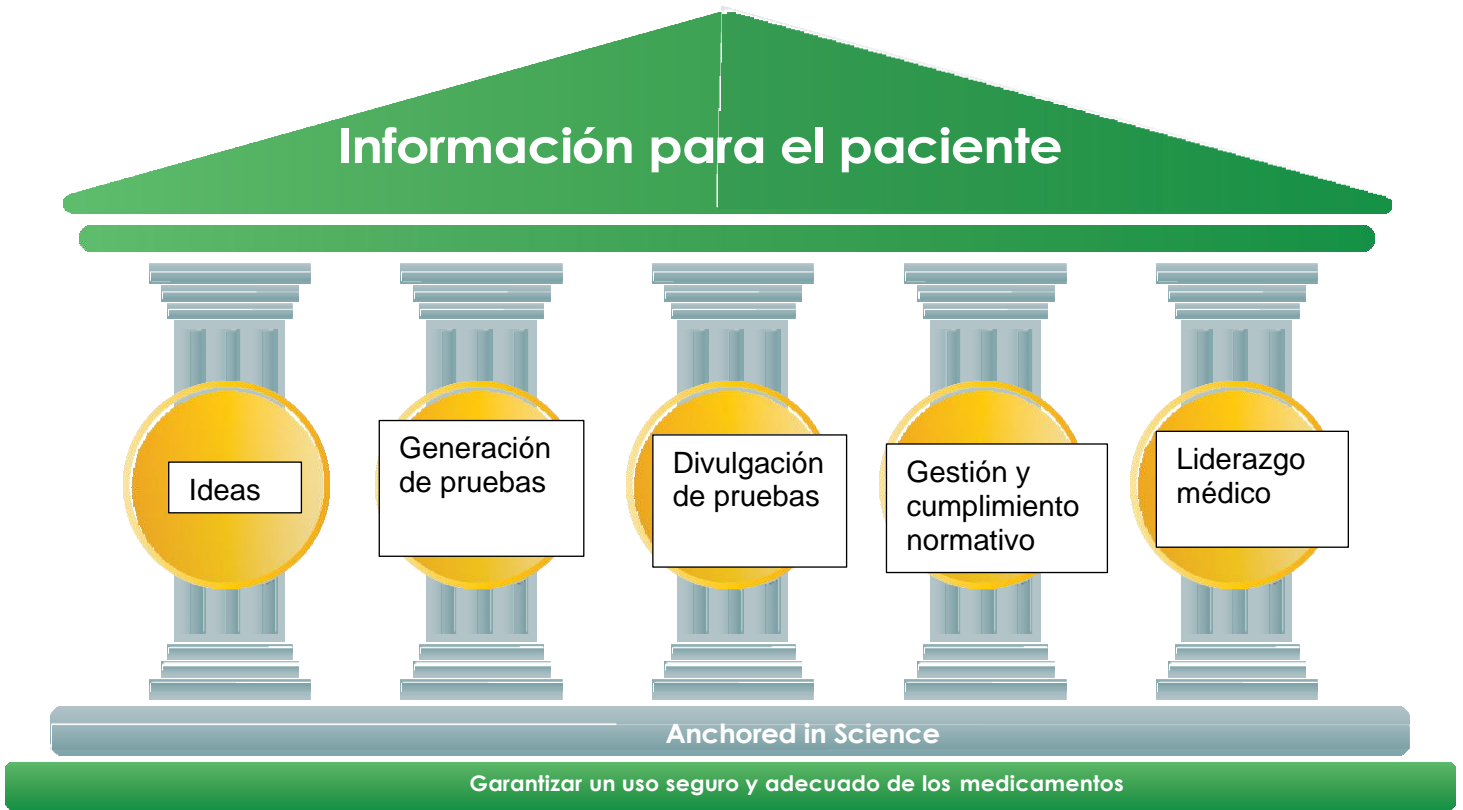 Información para el paciente
Ideas
Generación
de pruebas
Divulgación
de pruebas
Gestión y
cumplimiento
normativo
Liderazgo
médico
Anchored in Science
Garantizar un uso seguro y adecuado de los medicamentos